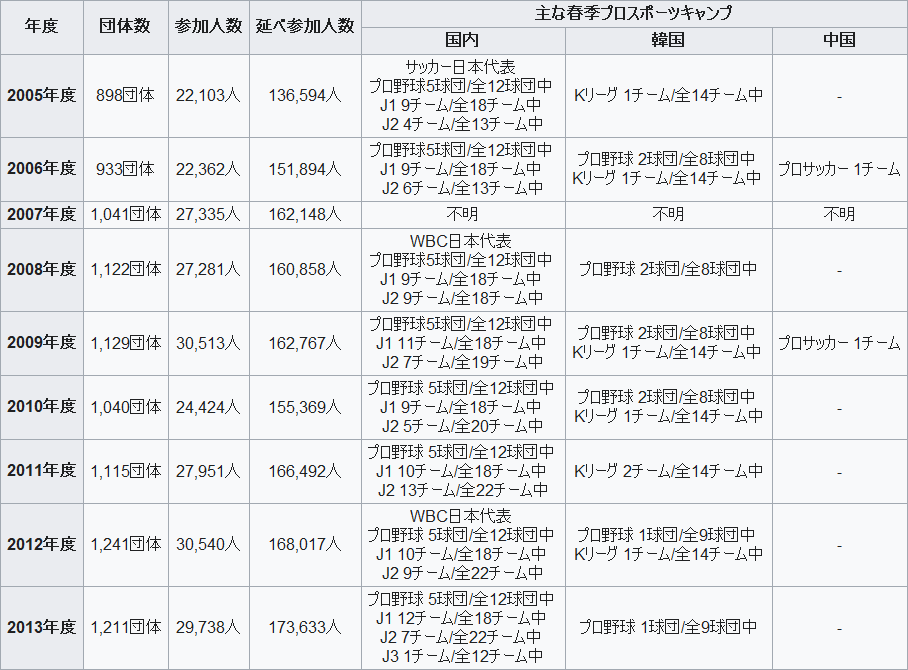 年度
団体数
参加人数
延べ参加人数
主な春季プロスポーツキャンプ
国内
韓国
中国
2005年度
898団体
22,103人
136,594人
サッカー日本代表
プロ野球5球団/全12球団中
J1 9チーム/全18チーム中
J2 4チーム/全13チーム中
Kリーグ 1チーム/全14チーム中
-
2006年度
933団体
22,362人
151,894人
プロ野球5球団/全12球団中
J1 9チーム/全18チーム中
J2 6チーム/全13チーム中
プロ野球 2球団/全8球団中
Kリーグ 1チーム/全14チーム中
プロサッカー 1チーム
2007年度
1,041団体
27,335人
162,148人
不明
不明
不明
2008年度
1,122団体
27,281人
160,858人
WBC日本代表
プロ野球5球団/全12球団中
J1 9チーム/全18チーム中
J2 9チーム/全18チーム中
プロ野球 2球団/全8球団中
-
2009年度
1,129団体
30,513人
162,767人
プロ野球5球団/全12球団中
J1 11チーム/全18チーム中
J2 7チーム/全19チーム中
プロ野球 2球団/全8球団中
Kリーグ 1チーム/全14チーム中
プロサッカー 1チーム
2010年度
1,040団体
24,424人
155,369人
プロ野球 5球団/全12球団中
J1 9チーム/全18チーム中
J2 5チーム/全20チーム中
プロ野球 2球団/全8球団中
Kリーグ 1チーム/全14チーム中
-
2011年度
1,115団体
27,951人
166,492人
プロ野球 5球団/全12球団中
J1 10チーム/全18チーム中
J2 13チーム/全22チーム中
Kリーグ 2チーム/全14チーム中
-
2012年度
1,241団体
30,540人
168,017人
WBC日本代表
プロ野球 5球団/全12球団中
J1 10チーム/全18チーム中
J2 9チーム/全22チーム中
プロ野球 1球団/全9球団中
Kリーグ 1チーム/全14チーム中
-
2013年度
1,211団体
29,738人
173,633人
プロ野球 5球団/全12球団中
J1 12チーム/全18チーム中
J2 7チーム/全22チーム中
J3 1チーム/全12チーム中
プロ野球 1球団/全9球団中
-